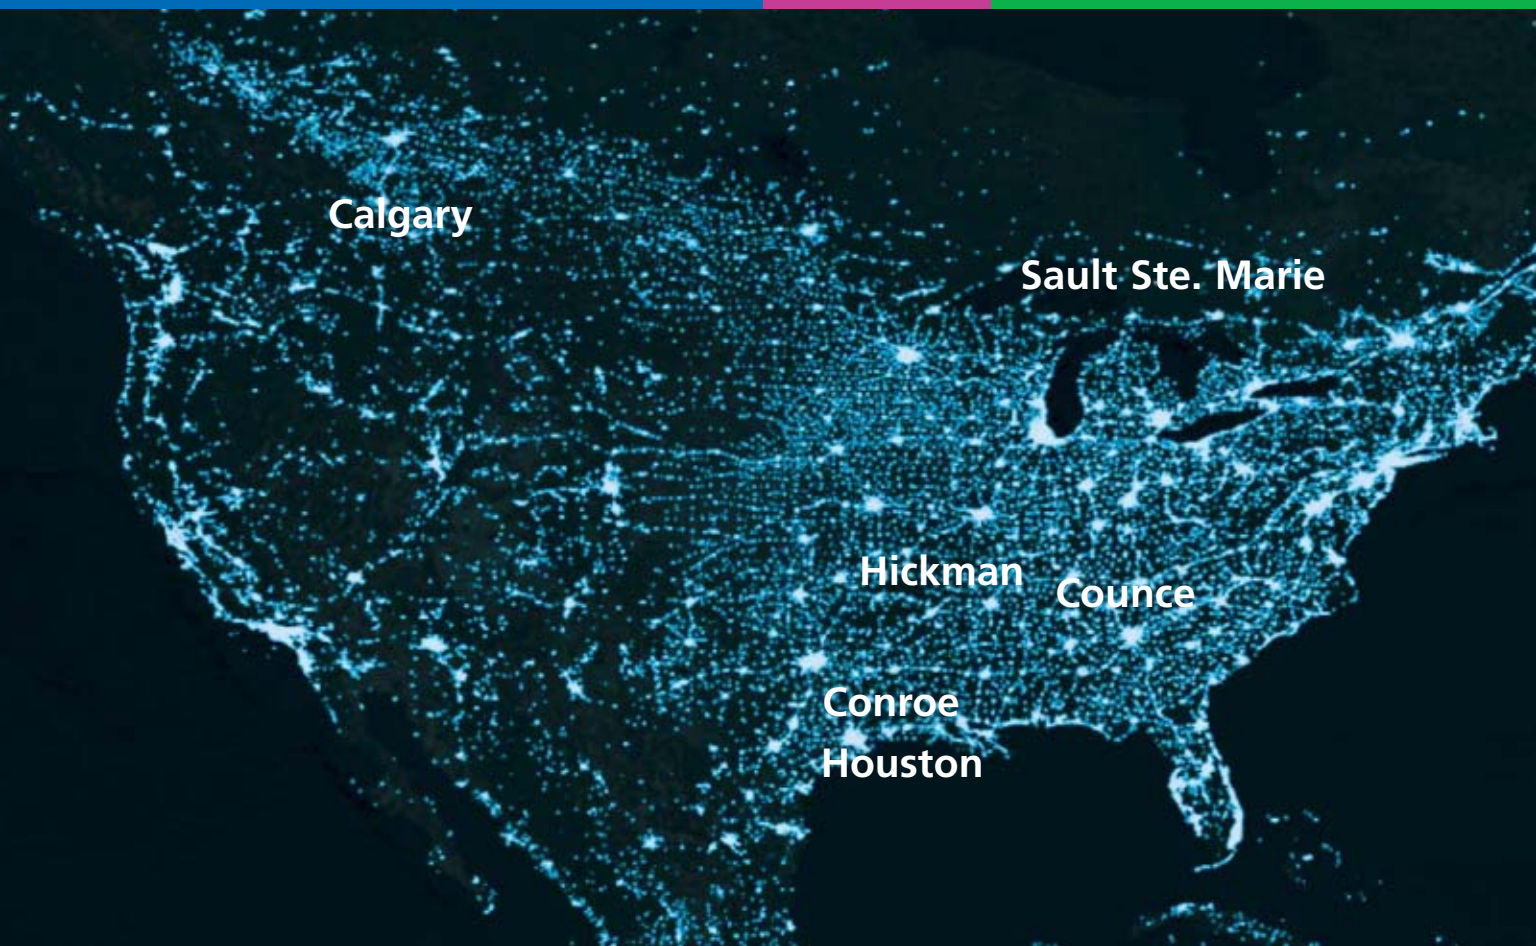 Calgary
Sault Ste. Marie
Hickman
Counce
Conroe
Houston